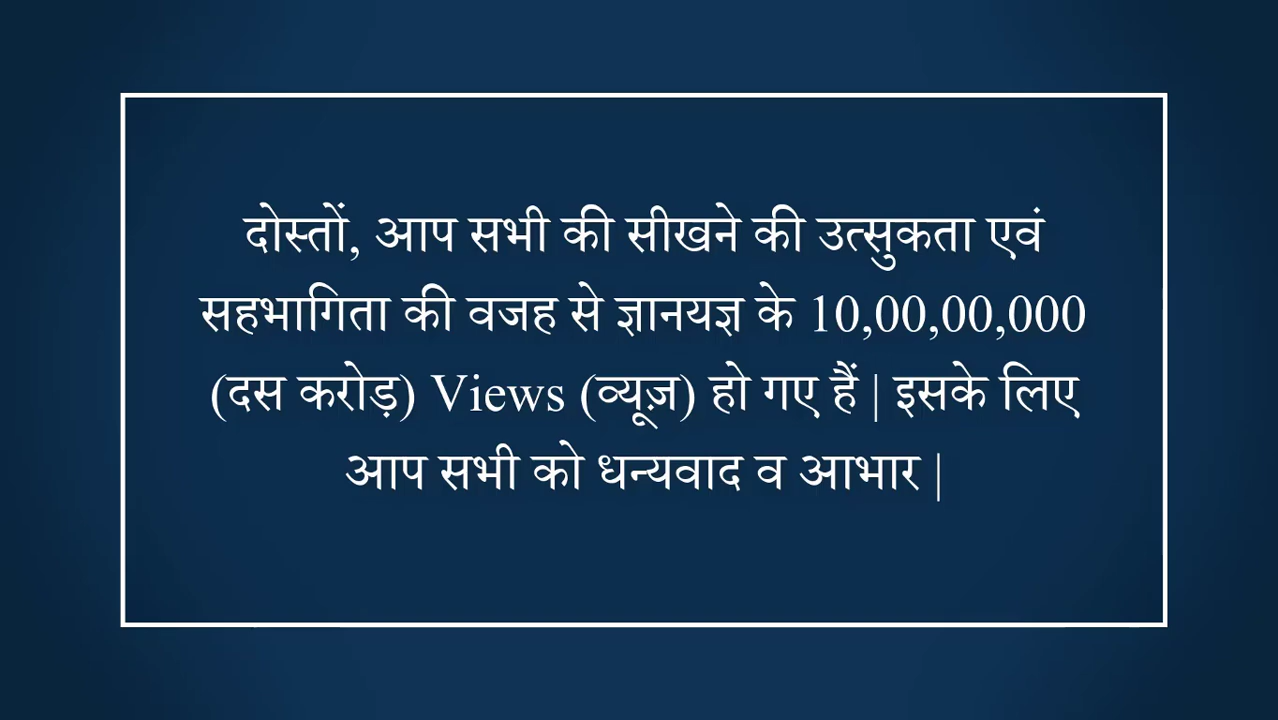 दोस्तों, आप सभी की सीखने की उत्सुकता एवं
सहभागिता की वजह से ज्ञानयज्ञ के 10,00,00,000
(दस करोड़) Views (व्यूज़) हो गए हैं | इसके लिए
आप सभी को धन्यवाद व आभार |